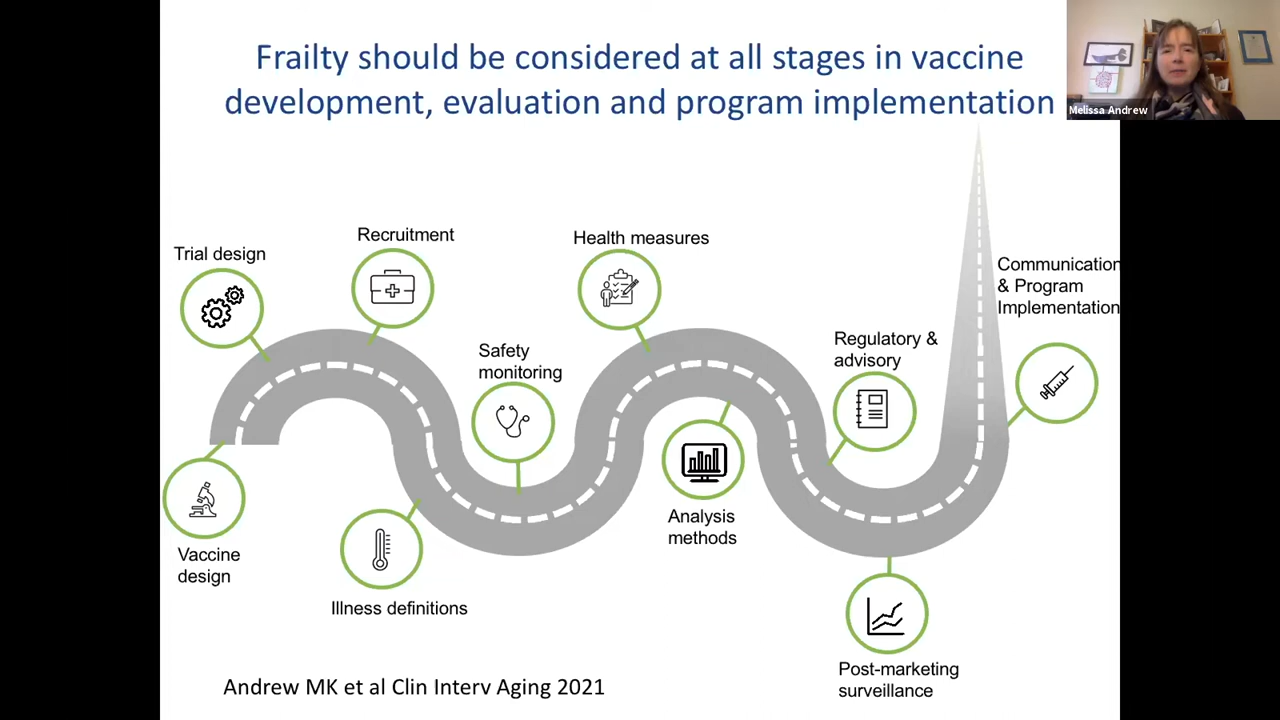 Frailty should be considered at all stages in vaccine
development, evaluation and program implementation
Melissa Andrew
Trial design
Recruitment
Health measures
Communication
& Program
Implementation
Safety
monitoring
Regulatory &
advisory
Vaccine
design
Illness definitions
Analysis
methods
Post-marketing
surveillance
Andrew MK et al Clin Interv Aging 2021